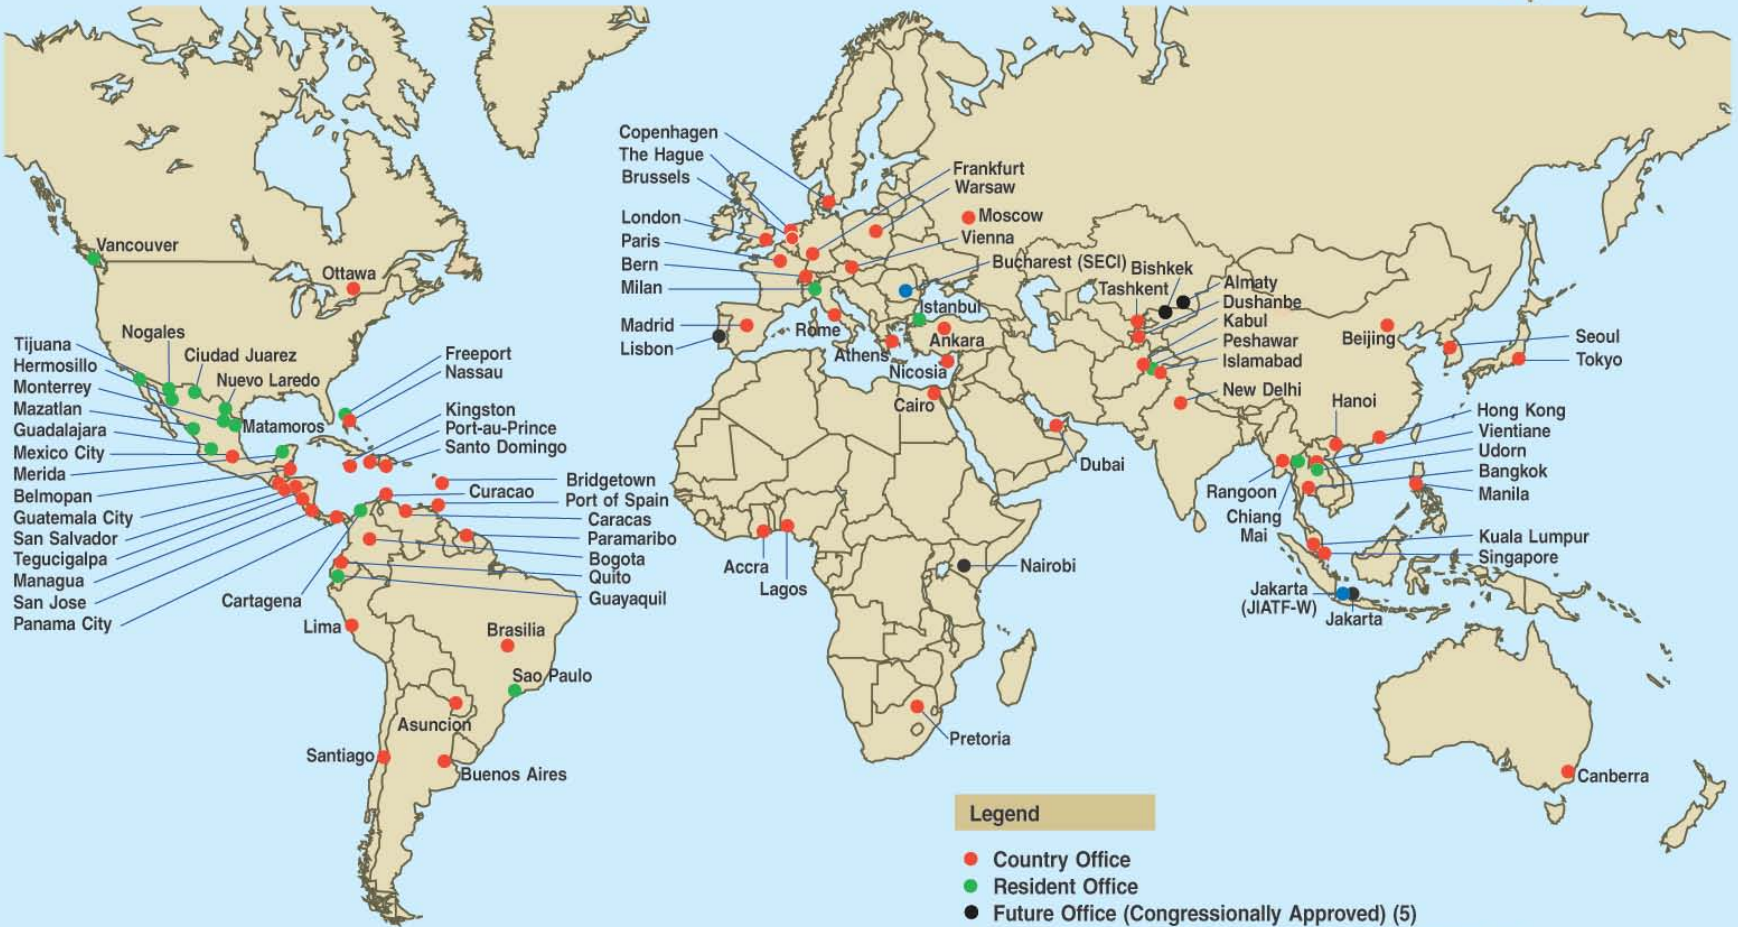 Vancouver
Ottawa
Nogales
Ciudad Juarez
Nuevo Laredo
Matamoros
Tijuana
Hermosillo
Monterrey
Mazatlan
Guadalajara
Mexico City
Merida
Belmopan
Guatemala City
San Salvador
Tegucigalpa
Managua
San Jose
Panama City
Freeport
Nassau
Kingston
Port-au-Prince
Santo Domingo
Bridgetown
Curacao
Port of Spain
Caracas
Paramaribo
Bogota
Quito
Guayaquil
Cartagena
Lima
Brasilia
Sao Paulo
Asuncion
Santiago
Buenos Aires
Copenhagen
The Hague
Brussels
London
Paris
Bern
Milan
Madrid
Lisbon
Frankfurt
Warsaw
Moscow
Vienna
Bucharest (SECI)
Istanbul
Rome
Athens
Ankara
Nicosia
Cairo
Dubai
Accra
Lagos
Nairobi
Pretoria
Bishkek
Tashkent
Almaty
Dushanbe
Kabul
Peshawar
Islamabad
New Delhi
Beijing
Seoul
Tokyo
Hanoi
Hong Kong
Vientiane
Udorn
Bangkok
Manila
Rangoon
Chiang
Mai
Kuala Lumpur
Singapore
Jakarta
(JIATF-W)
Jakarta
Canberra
Legend
Country Office
Resident Office
Future Office (Congressionally Approved) (5)